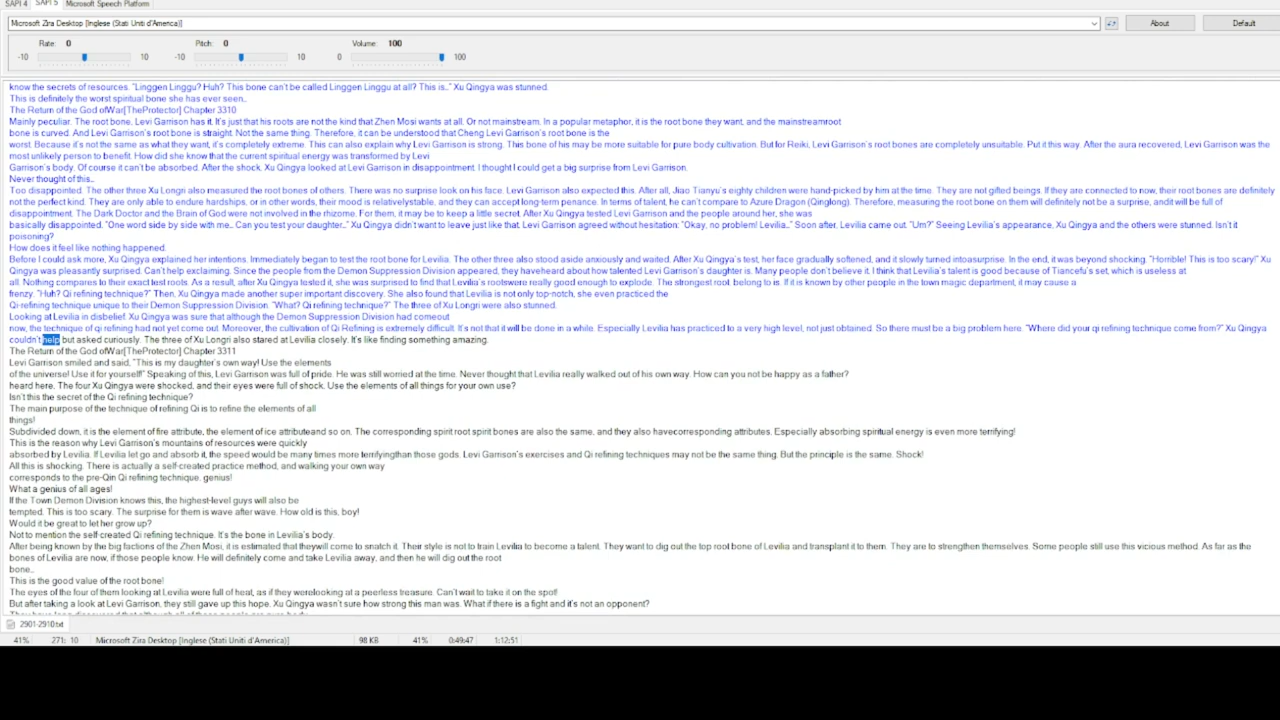 SAPI 4 SAPI 5 Microsoft Speech Platform
Microsoft Zira Desktop [Inglese (Stati Uniti d'America)] About Default
Rate: 0 Pitch: 0 Volume: 100
-10 10 -10 10 0 100
know the secrets of resources. "Linggen Linggu? Huh? This bone can't be called Linggen Linggu at all? This is.." Xu Qingya was stunned.
This is definitely the worst spiritual bone she has ever seen..
The Return of the God ofWar[TheProtector] Chapter 3310
Mainly peculiar. The root bone. Levi Garrison has it. It's just that his roots are not the kind that Zhen Mosi wants at all. Or not mainstream. In a popular metaphor, it is the root bone they want, and the mainstreamroot
bone is curved. And Levi Garrison's root bone is straight. Not the same thing. Therefore, it can be understood that Cheng Levi Garrison's root bone is the
worst. Because it's not the same as what they want, it's completely extreme. This can also explain why Levi Garrison is strong. This bone of his may be more suitable for pure body cultivation. But for Reiki, Levi Garrison's root bones are completely unsuitable. Put it this way. After the aura recovered, Levi Garrison was the
most unlikely person to benefit. How did she know that the current spiritual energy was transformed by Levi
Garrison's body. Of course it can't be absorbed. After the shock. Xu Qingya looked at Levi Garrison in disappointment. I thought I could get a big surprise from Levi Garrison.
Never thought of this..
Too disappointed. The other three Xu Longri also measured the root bones of others. There was no surprise look on his face. Levi Garrison also expected this. After all, Jiao Tianyu's eighty children were hand-picked by him at the time. They are not gifted beings. If they are connected to now, their root bones are definitely
not the perfect kind. They are only able to endure hardships, or in other words, their mood is relativelystable, and they can accept long-term penance. In terms of talent, he can't compare to Azure Dragon (Qinglong). Therefore, measuring the root bone on them will definitely not be a surprise, andit will be full of
disappointment. The Dark Doctor and the Brain of God were not involved in the rhizome. For them, it may be to keep a little secret. After Xu Qingya tested Levi Garrison and the people around her, she was
basically disappointed. "One word side by side with me.. Can you test your daughter.." Xu Qingya didn't want to leave just like that. Levi Garrison agreed without hesitation: "Okay, no problem! Levilia..." Soon after, Levilia came out. "Um?" Seeing Levilia's appearance, Xu Qingya and the others were stunned. Isn't it
poisoning?
How does it feel like nothing happened.
Before I could ask more, Xu Qingya explained her intentions. Immediately began to test the root bone for Levilia. The other three also stood aside anxiously and waited. After Xu Qingya's test, her face gradually softened, and it slowly turned intoasurprise. In the end, it was beyond shocking. "Horrible! This is too scary!" Xu
Qingya was pleasantly surprised. Can't help exclaiming. Since the people from the Demon Suppression Division appeared, they haveheard about how talented Levi Garrison's daughter is. Many people don't believe it. I think that Levilia's talent is good because of Tiancefu's set, which is useless at
all. Nothing compares to their exact test roots. As a result, after Xu Qingya tested it, she was surprised to find that Levilia's rootswere really good enough to explode. The strongest root, belong to is. If it is known by other people in the town magic department, it may cause a
frenzy. "Huh? Qi refining technique?" Then, Xu Qingya made another super important discovery. She also found that Levilia is not only top-notch, she even practiced the
Qi-refining technique unique to their Demon Suppression Division. "What? Qi refining technique?" The three of Xu Longri were also stunned.
Looking at Levilia in disbelief. Xu Qingya was sure that although the Demon Suppression Division had comeout
now, the technique of qi refining had not yet come out. Moreover, the cultivation of Qi Refining is extremely difficult. It's not that it will be done in a while. Especially Levilia has practiced to a very high level, not just obtained. So there must be a big problem here. "Where did your qi refining technique come from?" Xu Qingya
couldn't help but asked curiously. The three of Xu Longri also stared at Levilia closely. It's like finding something amazing.
The Return of the God ofWar[TheProtector] Chapter 3311
Levi Garrison smiled and said, "This is my daughter's own way! Use the elements
of the universe! Use it for yourself!" Speaking of this, Levi Garrison was full of pride. He was still worried at the time. Never thought that Levilia really walked out of his own way. How can you not be happy as a father?
heard here. The four Xu Qingya were shocked, and their eyes were full of shock. Use the elements of all things for your own use?
Isn't this the secret of the Qi refining technique?
The main purpose of the technique of refining Qi is to refine the elements of all
things!
Subdivided down, it is the element of fire attribute, the element of ice attributeand so on. The corresponding spirit root spirit bones are also the same, and they also havecorresponding attributes. Especially absorbing spiritual energy is even more terrifying!
This is the reason why Levi Garrison's mountains of resources were quickly
absorbed by Levilia. If Levilia let go and absorb it, the speed would be many times more terrifyingthan those gods. Levi Garrison's exercises and Qi refining techniques may not be the same thing. But the principle is the same. Shock!
All this is shocking. There is actually a self-created practice method, and walking your own way
corresponds to the pre-Qin Qi refining technique. genius!
What a genius of all ages!
If the Town Demon Division knows this, the highest-level guys will also be
tempted. This is too scary. The surprise for them is wave after wave. How old is this, boy!
Would it be great to let her grow up?
Not to mention the self-created Qi refining technique. It's the bone in Levilia's body.
After being known by the big factions of the Zhen Mosi, it is estimated that theywill come to snatch it. Their style is not to train Levilia to become a talent. They want to dig out the top root bone of Levilia and transplant it to them. They are to strengthen themselves. Some people still use this vicious method. As far as the
bones of Levilia are now, if those people know. He will definitely come and take Levilia away, and then he will dig out the root
bone..
This is the good value of the root bone!
The eyes of the four of them looking at Levilia were full of heat, as if they werelooking at a peerless treasure. Can't wait to take it on the spot!
But after taking a look at Levi Garrison, they still gave up this hope. Xu Qingya wasn't sure how strong this man was. What if there is a fight and it's not an opponent?
2901-2910.txt
41% 271: 10 Microsoft Zira Desktop [Inglese (Stati Uniti d'America)] 98 KB 41% 0:49:47 1:12:51